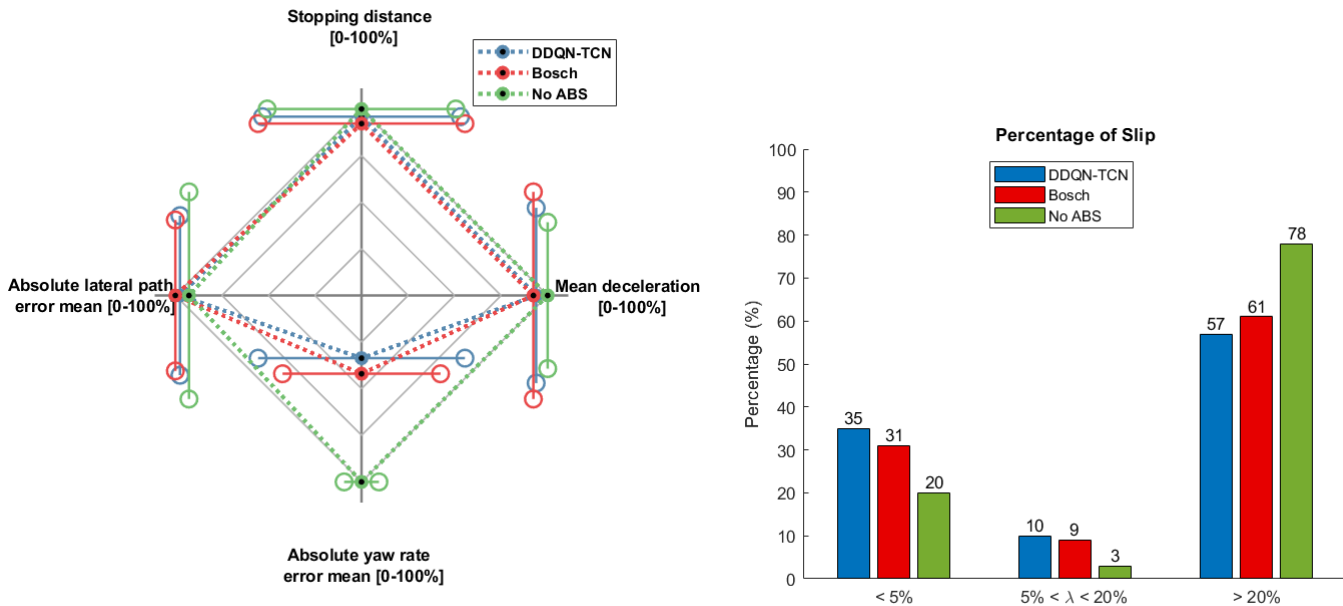 Stopping distance
[0-100%]
DDQN-TCN
Bosch
No ABS
Absolute lateral path
error mean [0-100%]
Mean deceleration
[0-100%]
Absolute yaw rate
error mean [0-100%]
Percentage of Slip
DDQN-TCN
Bosch
No ABS
Percentage (%)
100
90
80
70
60
50
40
30
20
10
0
35
31
20
10
9
3
57
61
78
< 5%
5% < λ < 20%
> 20%